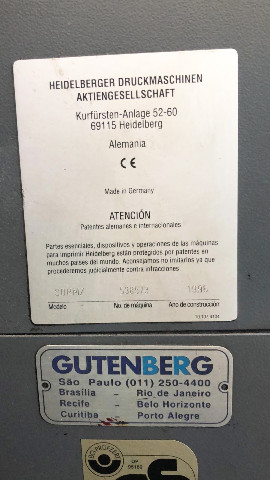 HEIDELBERGER DRUCKMASCHINEN
AKTIENGESELLSCHAFT
Kurfürsten-Anlage 52-60
69115 Heidelberg
Alemania
CE
Made in Germany
ATENCIÓN
Patentes alemanes e internacionales
Partes esenciales, dispositivos y operaciones de las máquinas
para imprimir Heidelberg están protegidos por patentes en
muchos países del mundo. Aconsejamos no imitarlos ya que
procederemos judicialmente contra infracciones.
1996
Modelo No. de máquina Año de construcción
GUTENBERG
São Paulo (011) 250-4400
Brasília – Rio de Janeiro
Recife – Belo Horizonte
Curitiba – Porto Alegre